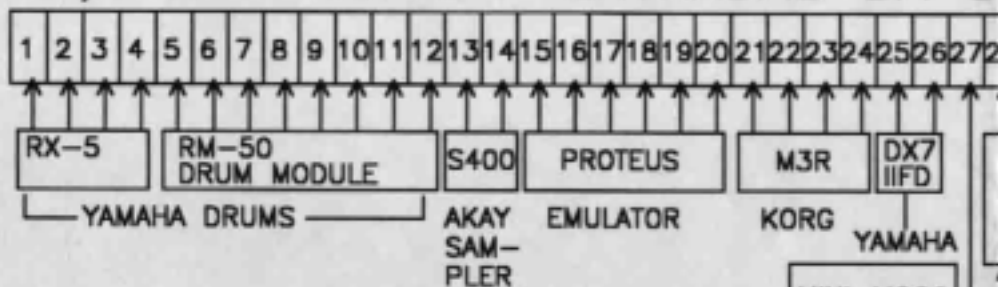 1 2 3 4 5 6 7 8 9 10 11 12 13 14 15 16 17 18 19 20 21 22 23 24 25 26 27
RX-5
RM-50
DRUM MODULE
S400
PROTEUS
M3R
DX7
IIFD
YAMAHA DRUMS
AKAY
SAM-
PLER
EMULATOR
KORG
YAMAHA